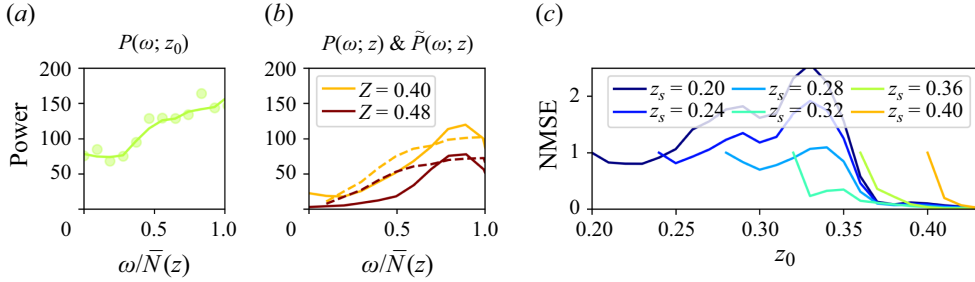 (a)
P(ω; z₀)
Power
200
150
100
50
0
0.5
1.0
ω/N̅(z)
(b)
P(ω; z) & P̃(ω; z)
200
150
100
50
0
Z = 0.40
Z = 0.48
0.5
1.0
ω/N̅(z)
(c)
NMSE
2
1
0
zₛ = 0.20 zₛ = 0.28 zₛ = 0.36
zₛ = 0.24 zₛ = 0.32 zₛ = 0.40
0.20 0.25 0.30 0.35 0.40
z₀